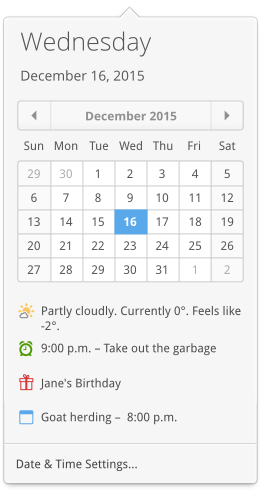 Wednesday
December 16, 2015
December 2015
Sun Mon Tue Wed Thu Fri Sat
29 30 1 2 3 4 5
6 7 8 9 10 11 12
13 14 15 16 17 18 19
20 21 22 23 24 25 26
27 28 29 30 31 1 2
Partly cloudly. Currently 0°. Feels like
-2°.
9:00 p.m. – Take out the garbage
Jane's Birthday
Goat herding – 8:00 p.m.
Date & Time Settings...